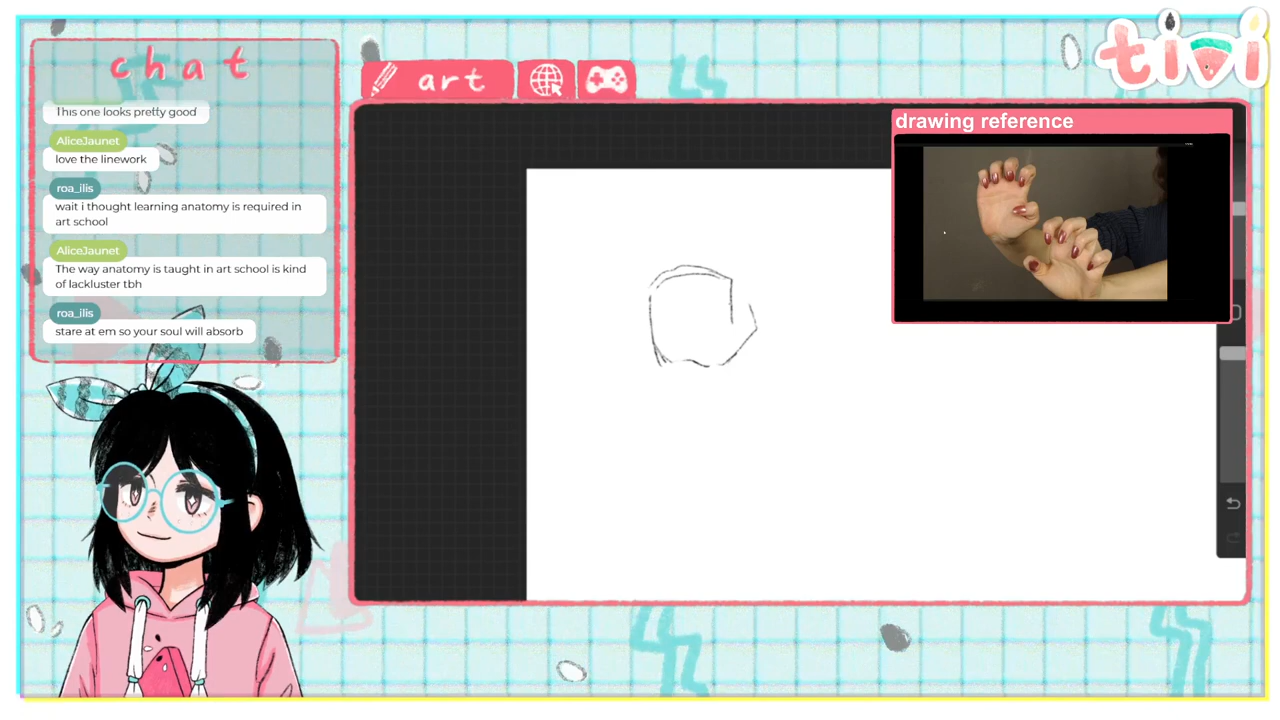 chat
This one looks pretty good
AliceJaunet
love the linework
roa_ilis
wait i thought learning anatomy is required in
art school
AliceJaunet
The way anatomy is taught in art school is kind
of lackluster tbh
roa_ilis
stare at em so your soul will absorb
art
drawing reference
tivi